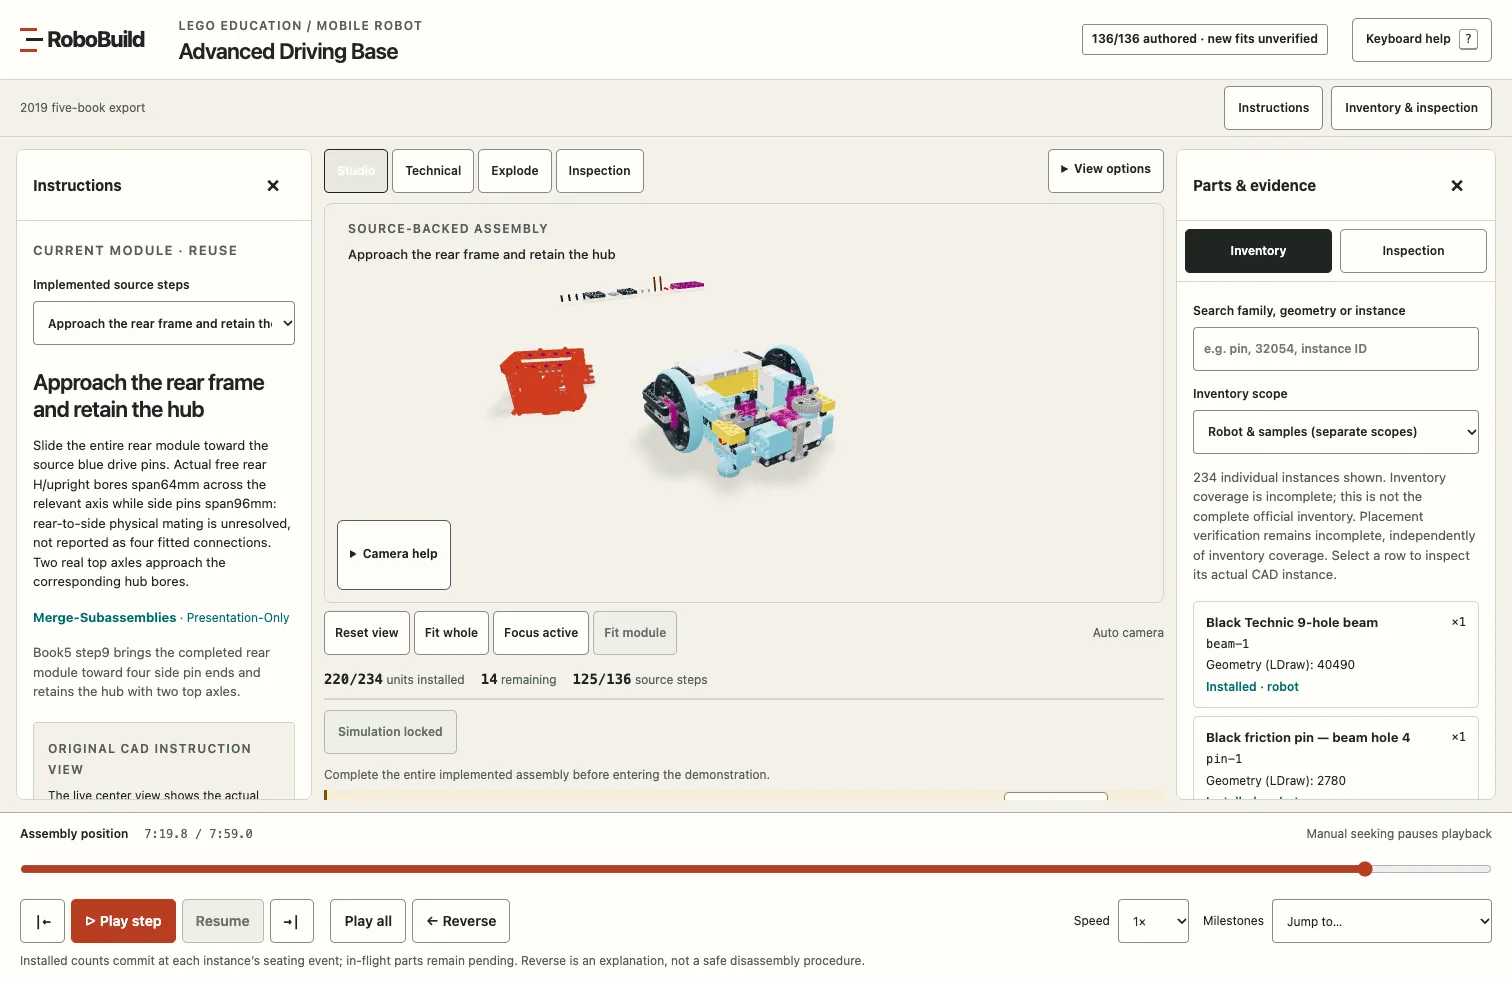 RoboBuild
LEGO EDUCATION / MOBILE ROBOT
Advanced Driving Base
136/136 authored · new fits unverified
Keyboard help ?
2019 five-book export
Instructions
Inventory & inspection
Instructions
×
CURRENT MODULE · REUSE
Implemented source steps
Approach the rear frame and retain th
Approach the rear frame
and retain the hub
Slide the entire rear module toward the
source blue drive pins. Actual free rear
H/upright bores span64mm across the
relevant axis while side pins span96mm:
rear-to-side physical mating is unresolved,
not reported as four fitted connections.
Two real top axles approach the
corresponding hub bores.
Merge-Subassemblies · Presentation-Only
Book5 step9 brings the completed rear
module toward four side pin ends and
retains the hub with two top axles.
ORIGINAL CAD INSTRUCTION
VIEW
The live center view shows the actual
Studio
Technical
Explode
Inspection
▶ View options
SOURCE-BACKED ASSEMBLY
Approach the rear frame and retain the hub
▶ Camera help
Reset view
Fit whole
Focus active
Fit module
Auto camera
220/234 units installed 14 remaining 125/136 source steps
Simulation locked
Complete the entire implemented assembly before entering the demonstration.
Parts & evidence
×
Inventory
Inspection
Search family, geometry or instance
e.g. pin, 32054, instance ID
Inventory scope
Robot & samples (separate scopes)
234 individual instances shown. Inventory
coverage is incomplete; this is not the
complete official inventory. Placement
verification remains incomplete, independently
of inventory coverage. Select a row to inspect
its actual CAD instance.
Black Technic 9-hole beam ×1
beam-1
Geometry (LDraw): 40490
Installed · robot
Black friction pin — beam hole 4 ×1
pin-1
Geometry (LDraw): 2780
Assembly position 7:19.8 / 7:59.0
Manual seeking pauses playback
|←
▷ Play step
Resume
→|
Play all
← Reverse
Speed 1×
Milestones Jump to...
Installed counts commit at each instance's seating event; in-flight parts remain pending. Reverse is an explanation, not a safe disassembly procedure.